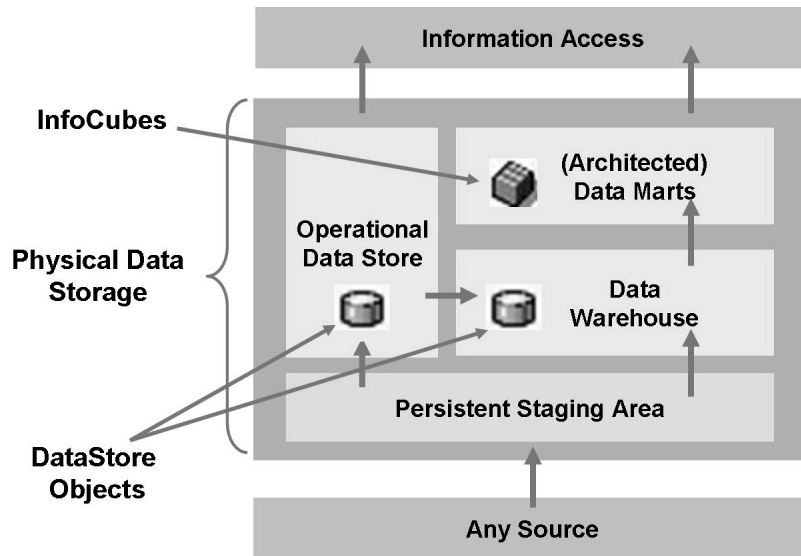 Information Access
InfoCubes
(Architected)
Data Marts
Operational
Data Store
Physical Data
Storage
Data
Warehouse
Persistent Staging Area
DataStore
Objects
Any Source